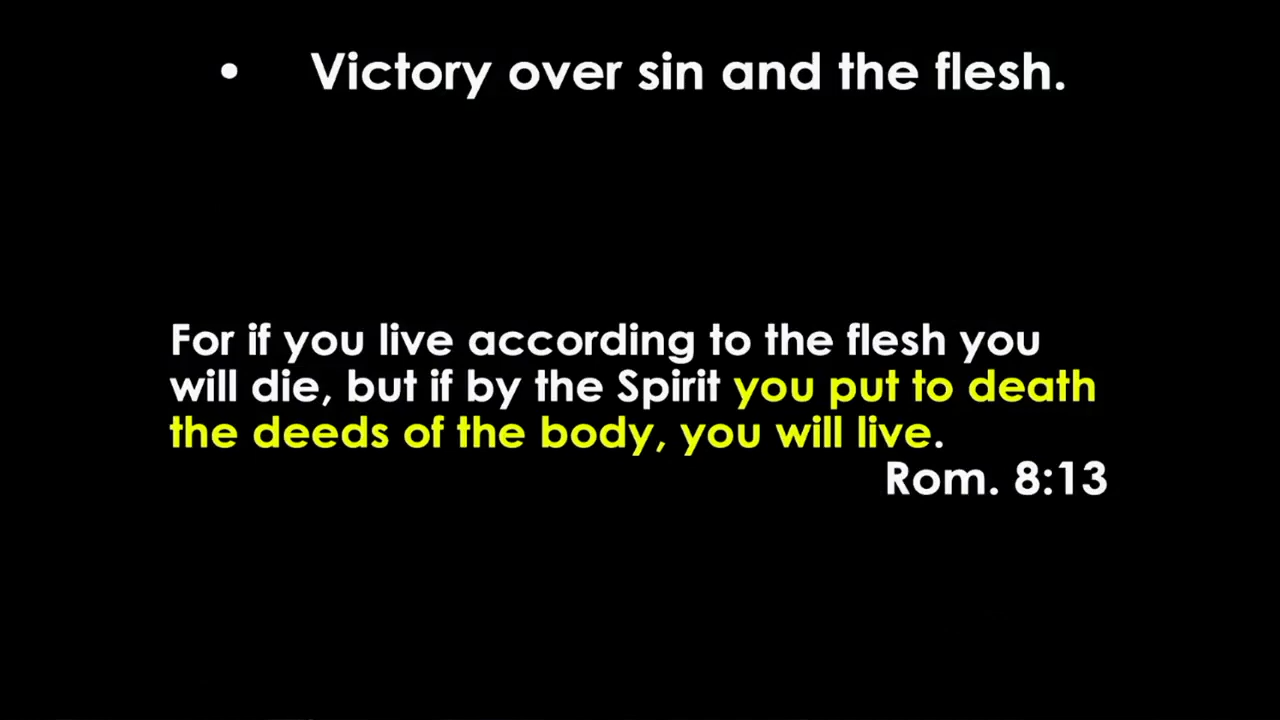 • Victory over sin and the flesh.
For if you live according to the flesh you
will die, but if by the Spirit you put to death
the deeds of the body, you will live.
Rom. 8:13